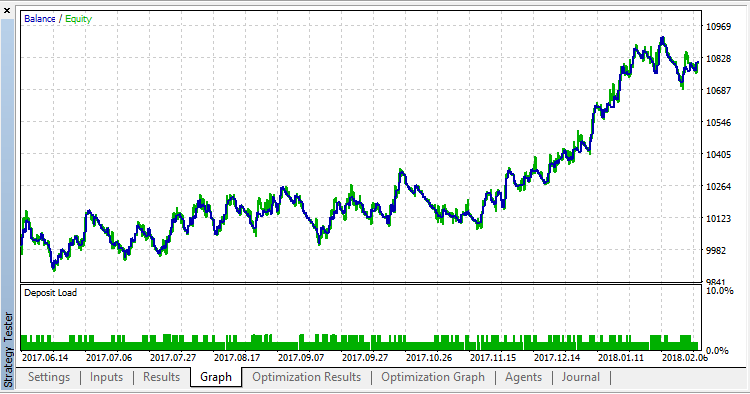 Balance / Equity
10969
10828
10687
10546
10405
10264
10123
9982
9841
Deposit Load
10.0%
0.0%
2017.06.14 2017.07.06 2017.07.27 2017.08.17 2017.09.07 2017.09.27 2017.10.26 2017.11.15 2017.12.14 2018.01.11 2018.02.06
Strategy Tester
Settings Inputs Results Graph Optimization Results Optimization Graph Agents Journal